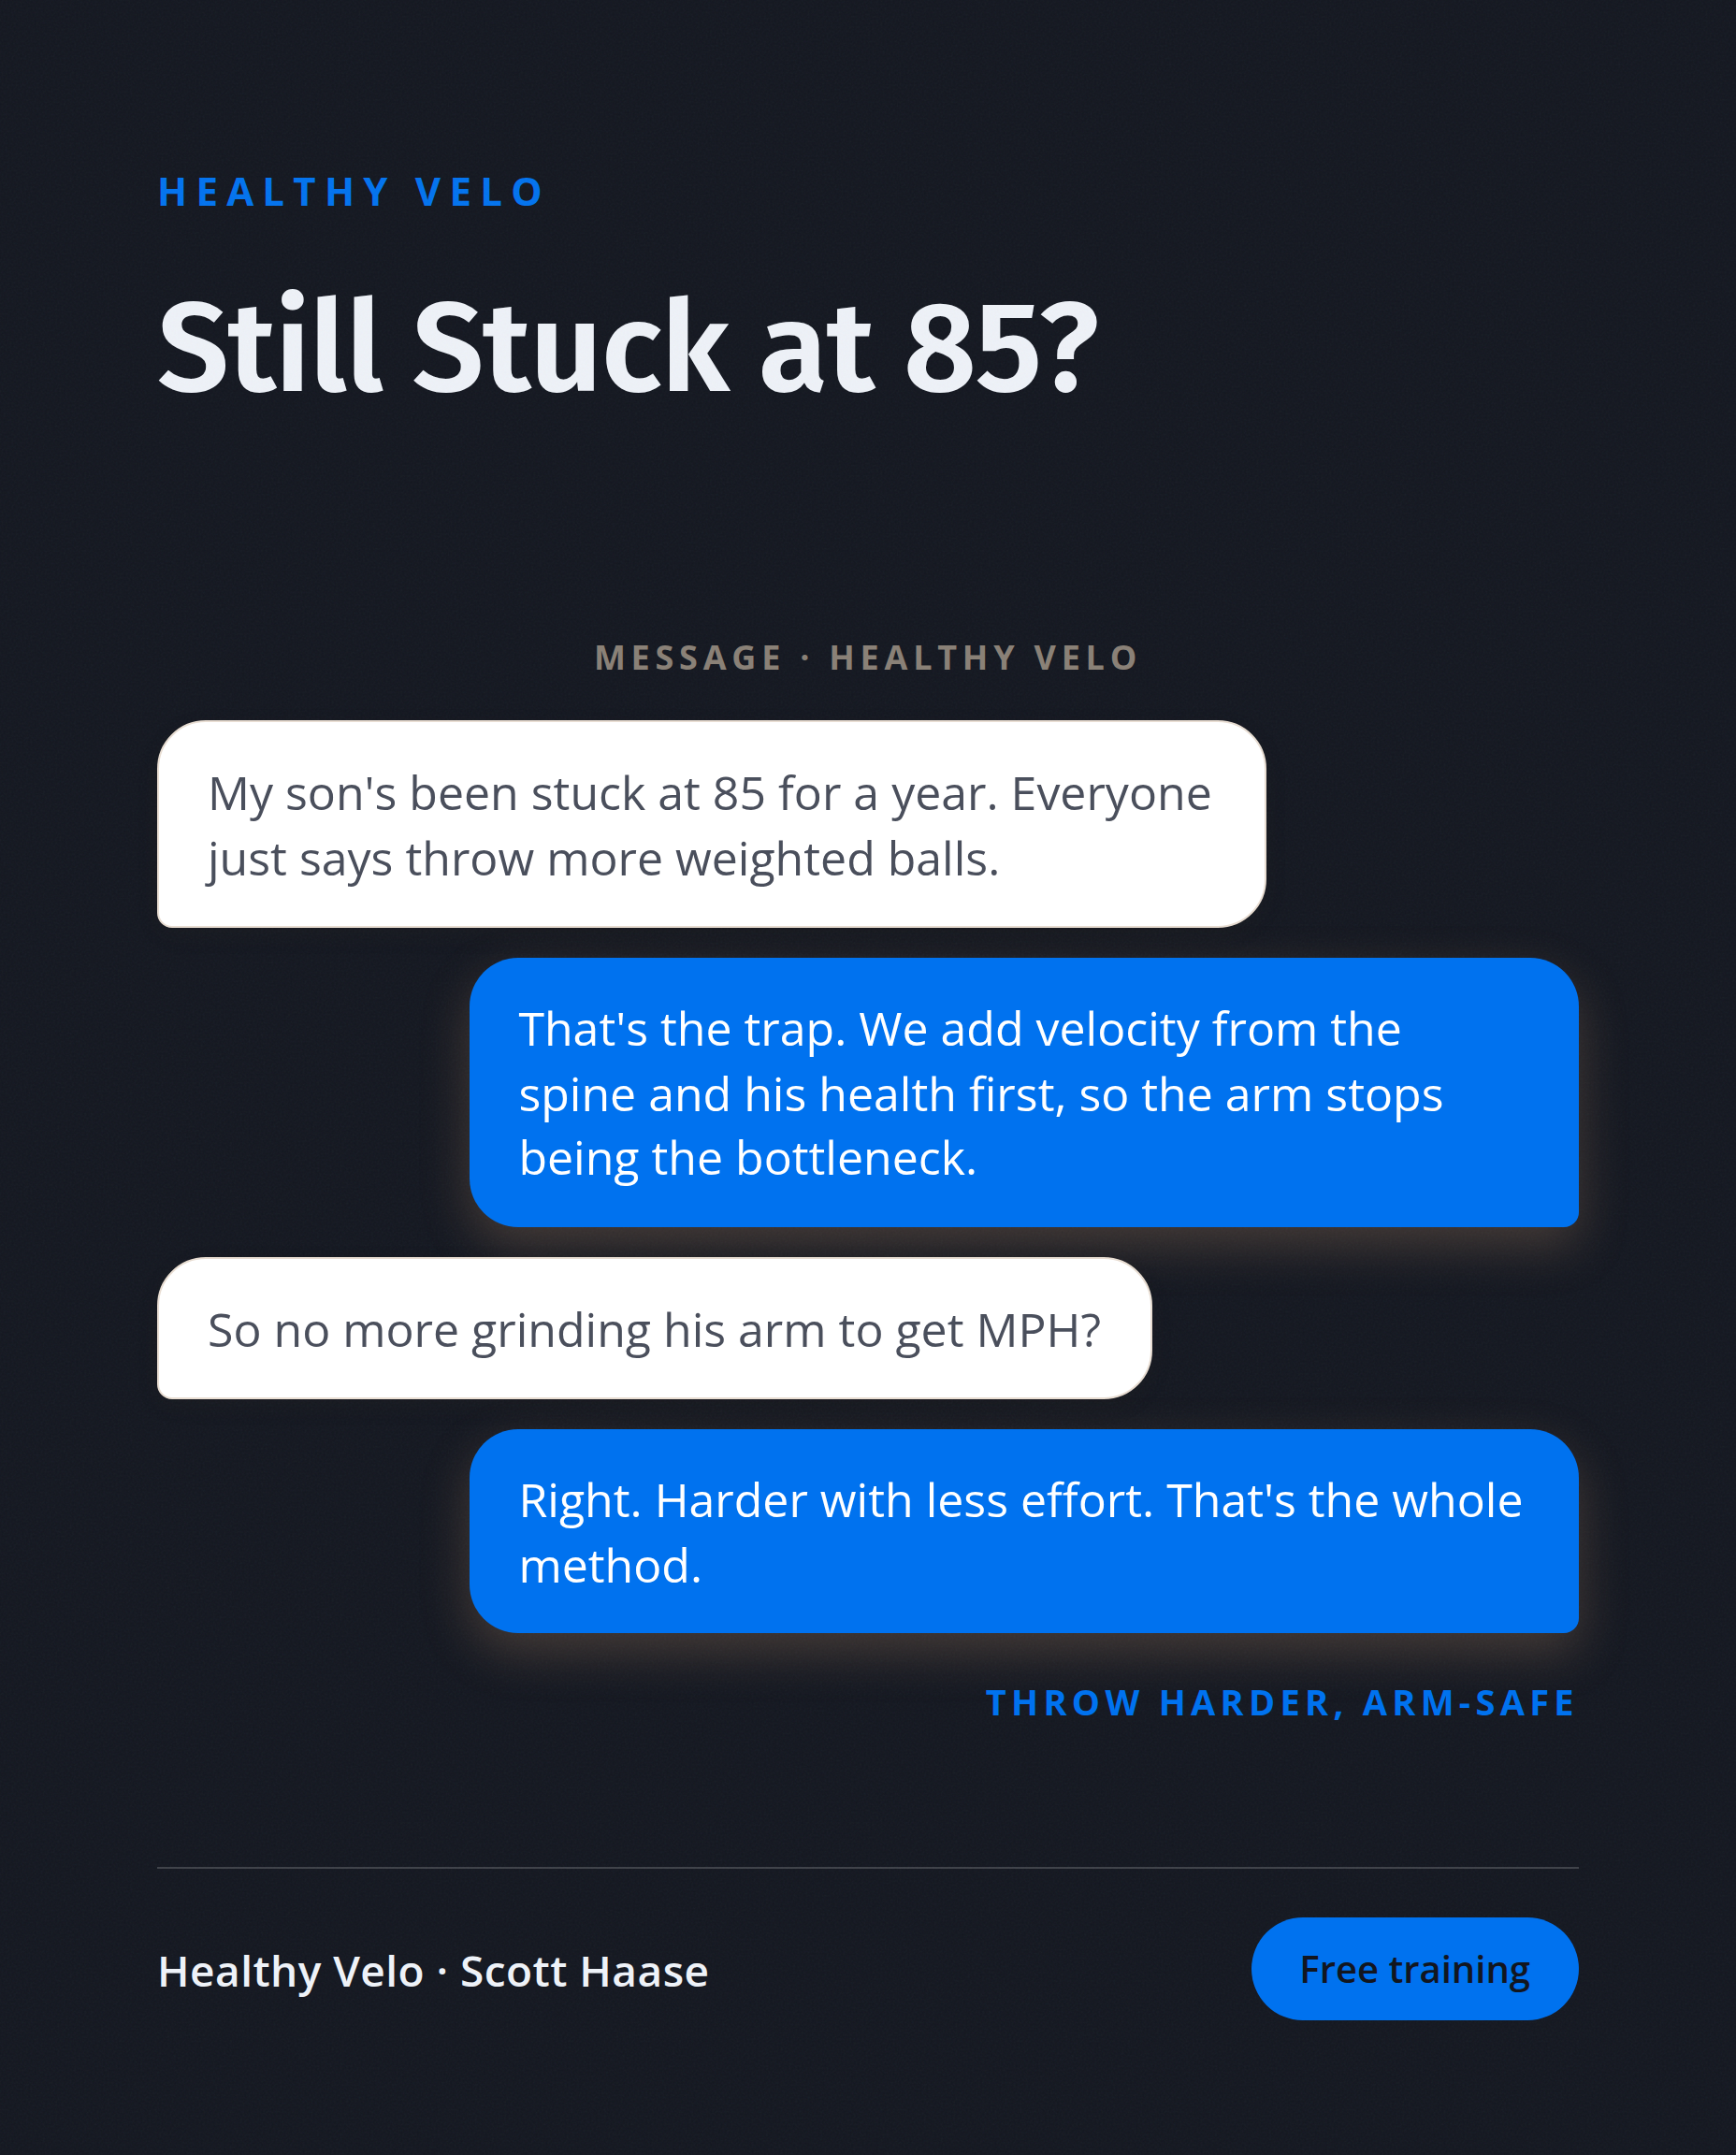 HEALTHY VELO
Still Stuck at 85?
MESSAGE · HEALTHY VELO
My son's been stuck at 85 for a year. Everyone
just says throw more weighted balls.
That's the trap. We add velocity from the
spine and his health first, so the arm stops
being the bottleneck.
So no more grinding his arm to get MPH?
Right. Harder with less effort. That's the whole
method.
THROW HARDER, ARM-SAFE
Healthy Velo · Scott Haase
Free training